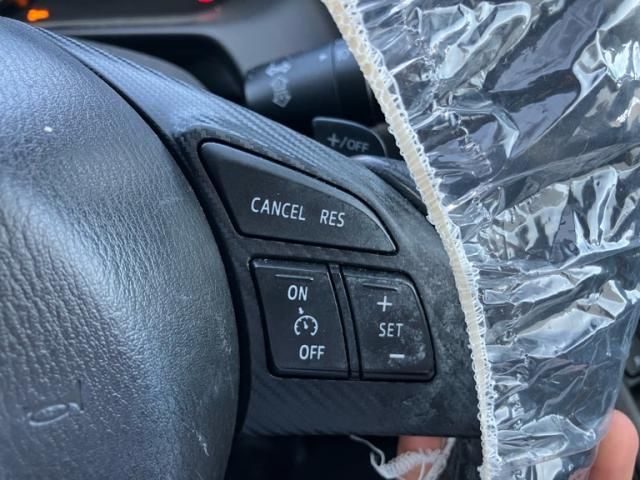 +/OFF
CANCEL RES
ON
OFF
+
SET
-